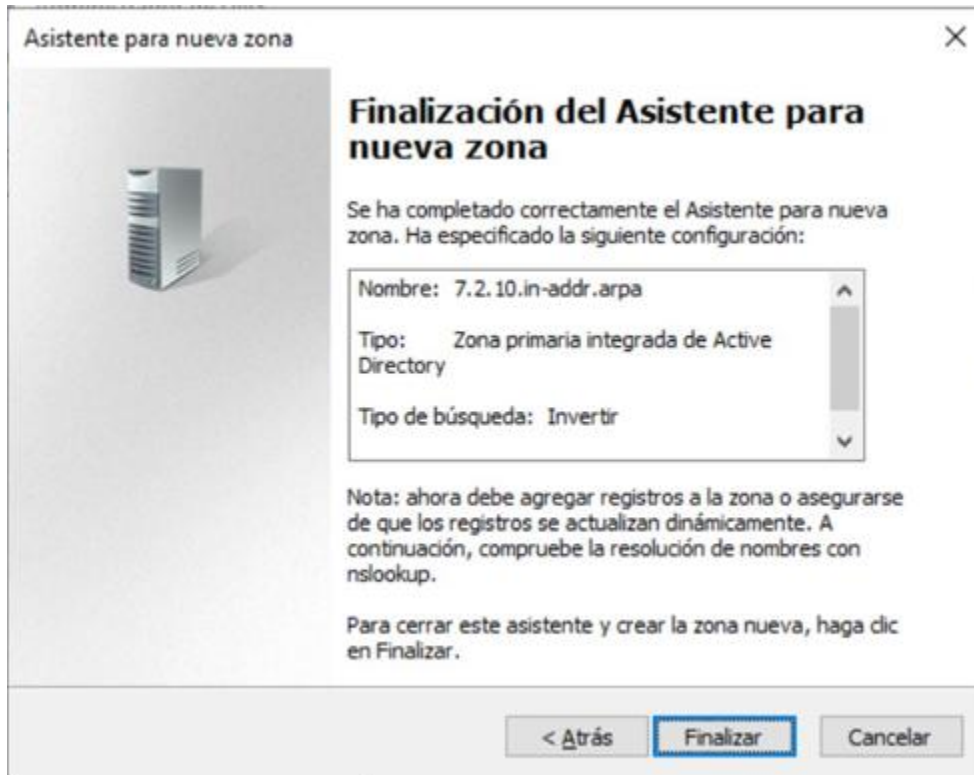 Asistente para nueva zona
Finalización del Asistente para
nueva zona
Se ha completado correctamente el Asistente para nueva
zona. Ha especificado la siguiente configuración:
Nombre: 7.2.10.in-addr.arpa
Tipo: Zona primaria integrada de Active
Directory
Tipo de búsqueda: Invertir
Nota: ahora debe agregar registros a la zona o asegurarse
de que los registros se actualizan dinámicamente. A
continuación, compruebe la resolución de nombres con
nslookup.
Para cerrar este asistente y crear la zona nueva, haga clic
en Finalizar.
< Atrás
Finalizar
Cancelar